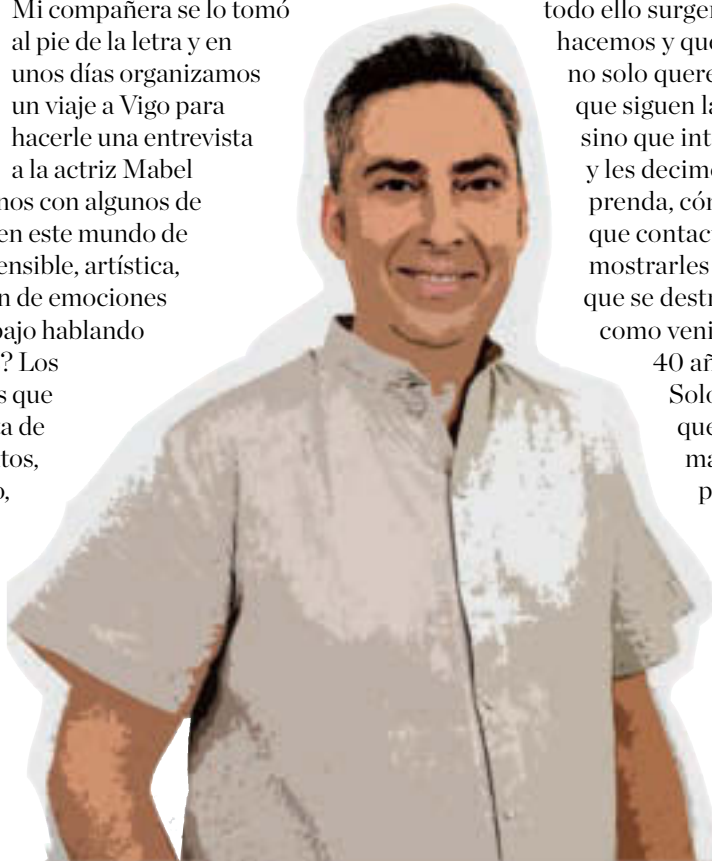 Mi compañera se lo tomó
al pie de la letra y en
unos días organizamos
un viaje a Vigo para
hacerle una entrevista
a la actriz Mabel
nos con algunos de
en este mundo de
ensible, artística,
n de emociones
bajo hablando
? Los
s que
a de
tos,
o,
todo ello surgen
hacemos y que
no solo quere
que siguen la
sino que int
y les decimo
prenda, cóm
que contac
mostrarles
que se dest
como veni
40 añ
Solo
que
ma
p